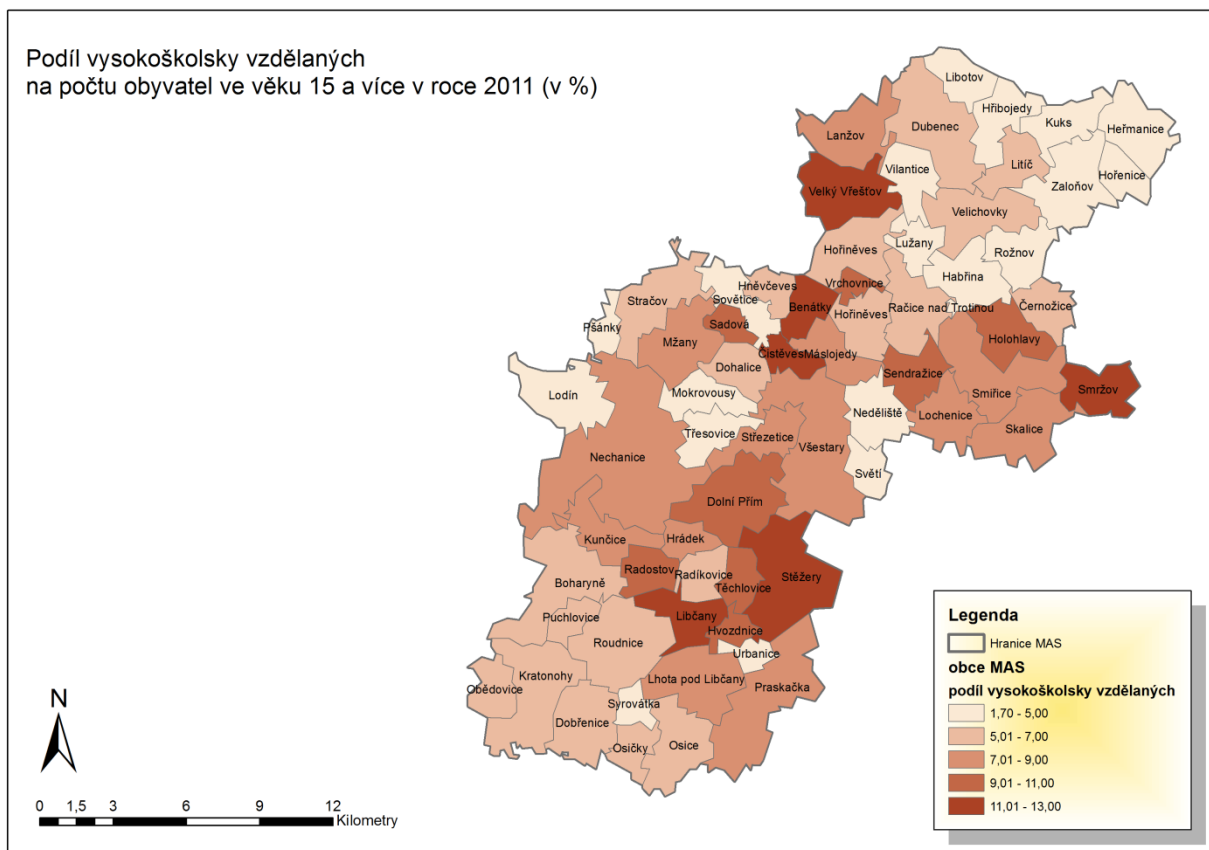 Podíl vysokoškolsky vzdělaných
na počtu obyvatel ve věku 15 a více v roce 2011 (v %)
Libotov
Hřibojedy
Kuks
Heřmanice
Lanžov
Dubenec
Litíč
Vilantice
Hořenice
Zaloňov
Velký Vřešťov
Velichovky
Lužany
Rožnov
Hořiněves
Habřina
Vrchovnice
Hněvčeves
Sovětice
Stračov
Benátky
Hořiněves
Račice nad Trotinou
Černožice
Pšánky
Sadová
Mžany
Holohlavy
Čistěves
Máslojedy
Dohalice
Sendražice
Smržov
Lodín
Mokrovousy
Smiřice
Neděliště
Lochenice
Skalice
Třesovice
Střezetice
Všestary
Nechanice
Světí
Dolní Přím
Kunčice
Hrádek
Radostov
Radíkovice
Stěžery
Boharyně
Těchlovice
Puchlovice
Libčany
Hvozdnice
Roudnice
Urbanice
Kratonohy
Lhota pod Libčany
Praskačka
Obědovice
Syrovátka
Dobřenice
Osičky
Osice
N
0 1,5 3 6 9 12
Kilometry
Legenda
Hranice MAS
obce MAS
podíl vysokoškolsky vzdělaných
1,70 - 5,00
5,01 - 7,00
7,01 - 9,00
9,01 - 11,00
11,01 - 13,00